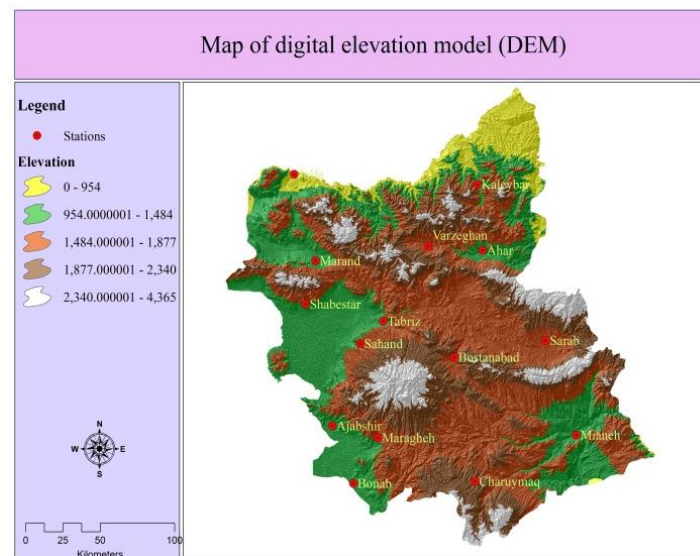 Map of digital elevation model (DEM)
Legend
Stations
Elevation
0 - 954
954.0000001 - 1,484
1,484.000001 - 1,877
1,877.000001 - 2,340
2,340.000001 - 4,365
N
W E
S
0 25 50 100
Kilometers
Kaleybar
Varzeghan
Ahar
Marand
Shabestar
Tabriz
Sahand
Sarab
Bostanabad
Ajabshir
Maragheh
Mianeh
Bonab
Charuymaq